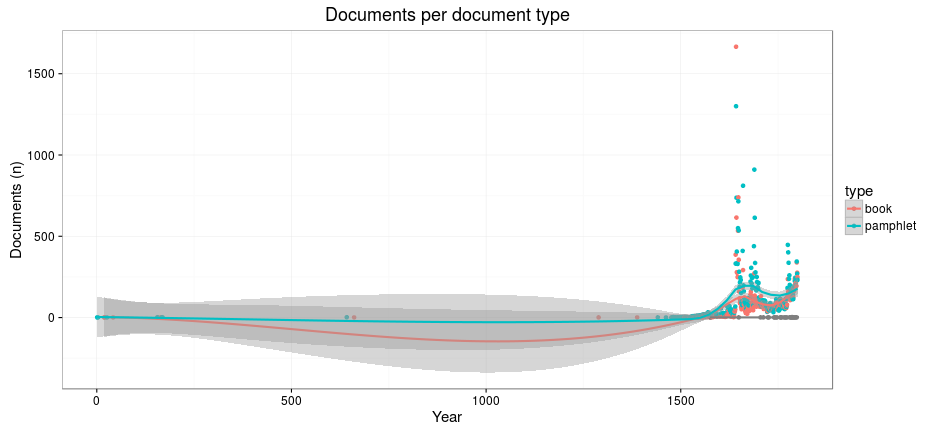 Documents per document type
Documents (n)
1500
1000
500
0
0 500 1000 1500
Year
type
book
pamphlet